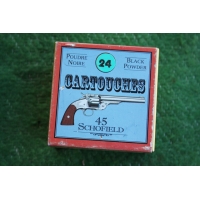 POUDRE NOIRE
24
BLACK POWDER
CARTOUCHES
45
SCHOFIELD